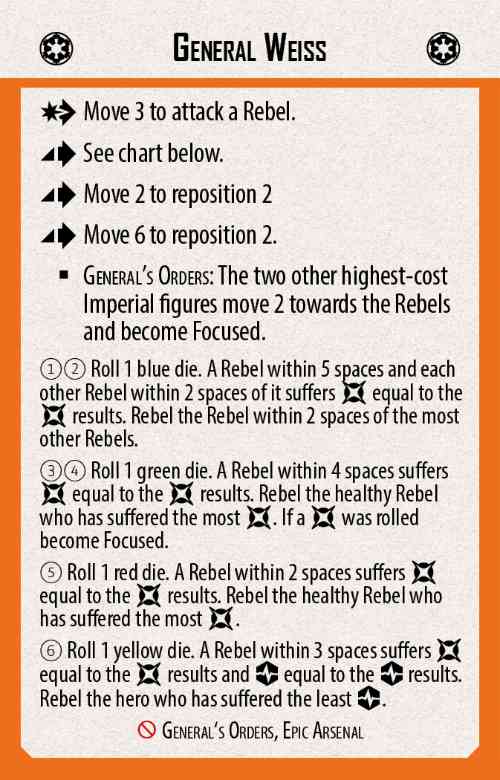 General Weiss
Move 3 to attack a Rebel.
See chart below.
Move 2 to reposition 2
Move 6 to reposition 2.
▪ General's Orders: The two other highest-cost
Imperial figures move 2 towards the Rebels
and become Focused.
①② Roll 1 blue die. A Rebel within 5 spaces and each
other Rebel within 2 spaces of it suffers equal to the
results. Rebel the Rebel within 2 spaces of the most
other Rebels.
③④ Roll 1 green die. A Rebel within 4 spaces suffers
equal to the results. Rebel the healthy Rebel
who has suffered the most . If a was rolled
become Focused.
⑤ Roll 1 red die. A Rebel within 2 spaces suffers
equal to the results. Rebel the healthy Rebel who
has suffered the most .
⑥ Roll 1 yellow die. A Rebel within 3 spaces suffers
equal to the results and equal to the results.
Rebel the hero who has suffered the least .
General's Orders, Epic Arsenal